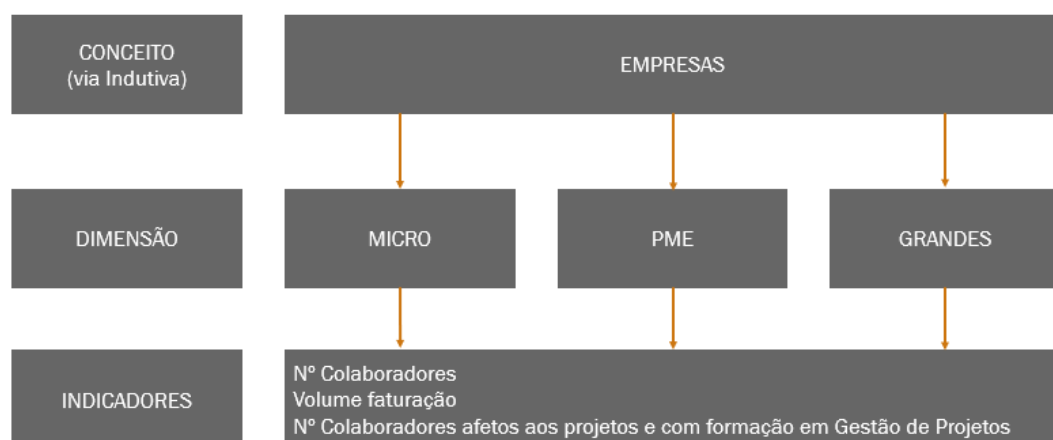 CONCEITO
(via Indutiva)
EMPRESAS
DIMENSÃO
MICRO
PME
GRANDES
INDICADORES
Nº Colaboradores
Volume faturação
Nº Colaboradores afetos aos projetos e com formação em Gestão de Projetos